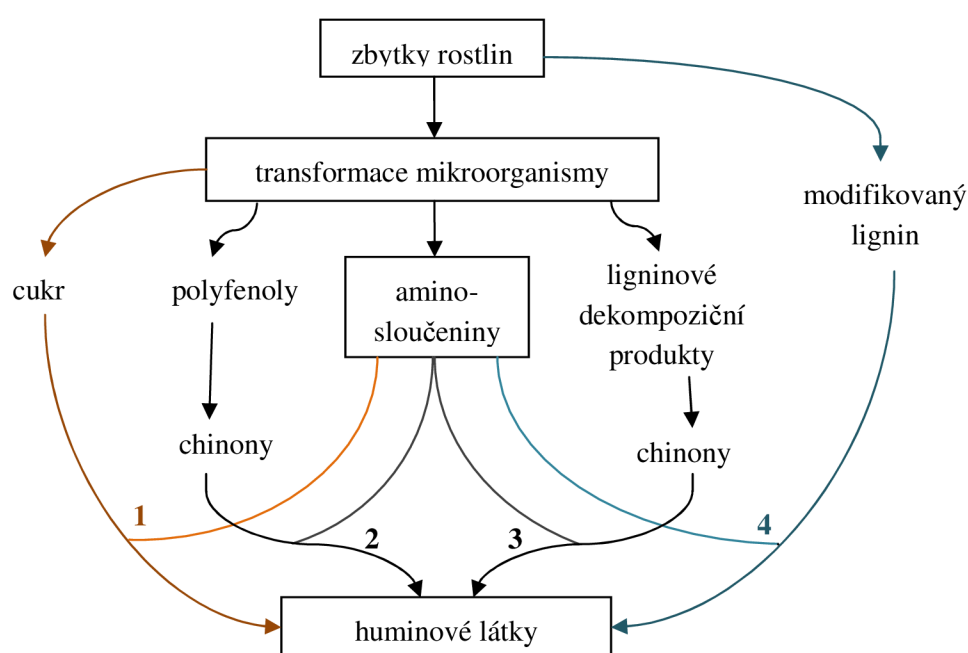 zbytky rostlin
transformace mikroorganismy
modifikovaný
lignin
cukr
polyfenoly
amino-
sloučeniny
ligninové
dekompoziční
produkty
chinony
chinony
1
2
3
4
huminové látky